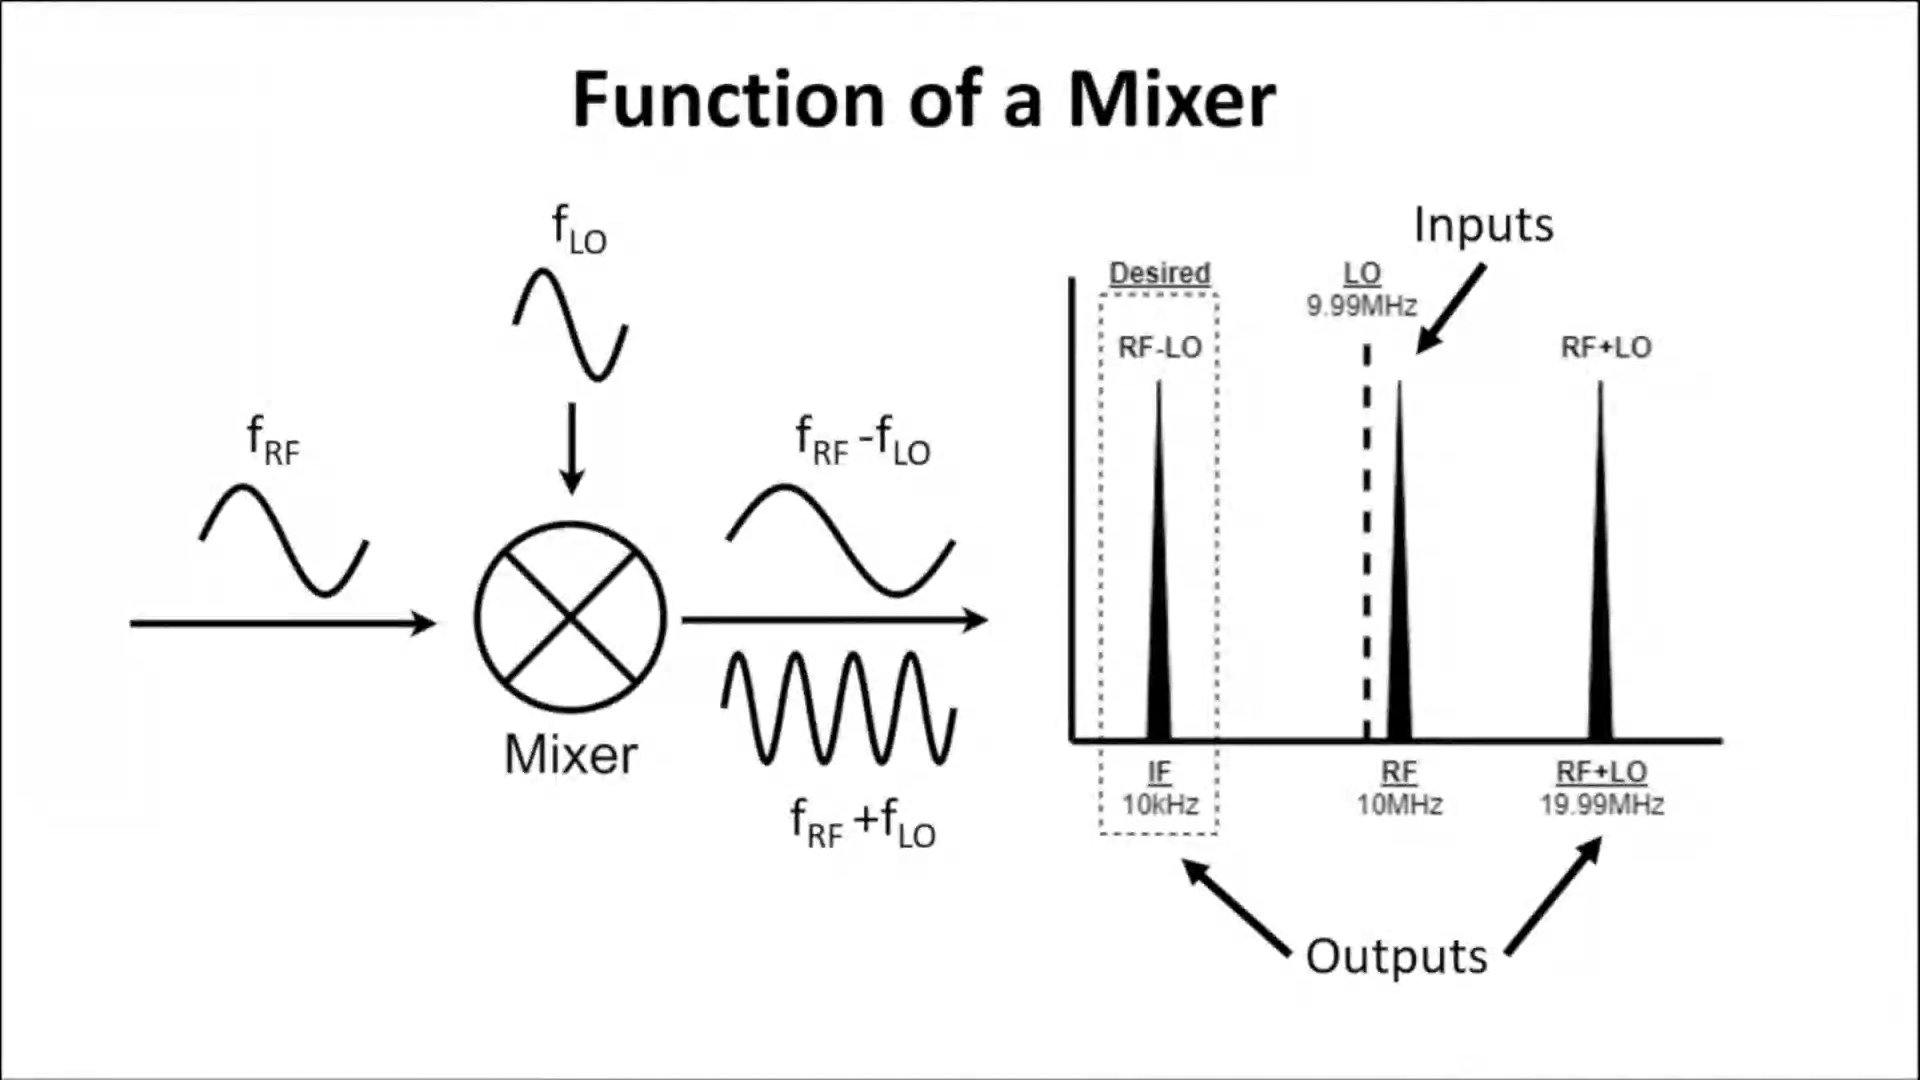 Function of a Mixer
fLO
fRF
fRF -fLO
Mixer
fRF +fLO
Inputs
Desired
LO
9.99MHz
RF-LO
RF+LO
IF
10kHz
RF
10MHz
RF+LO
19.99MHz
Outputs